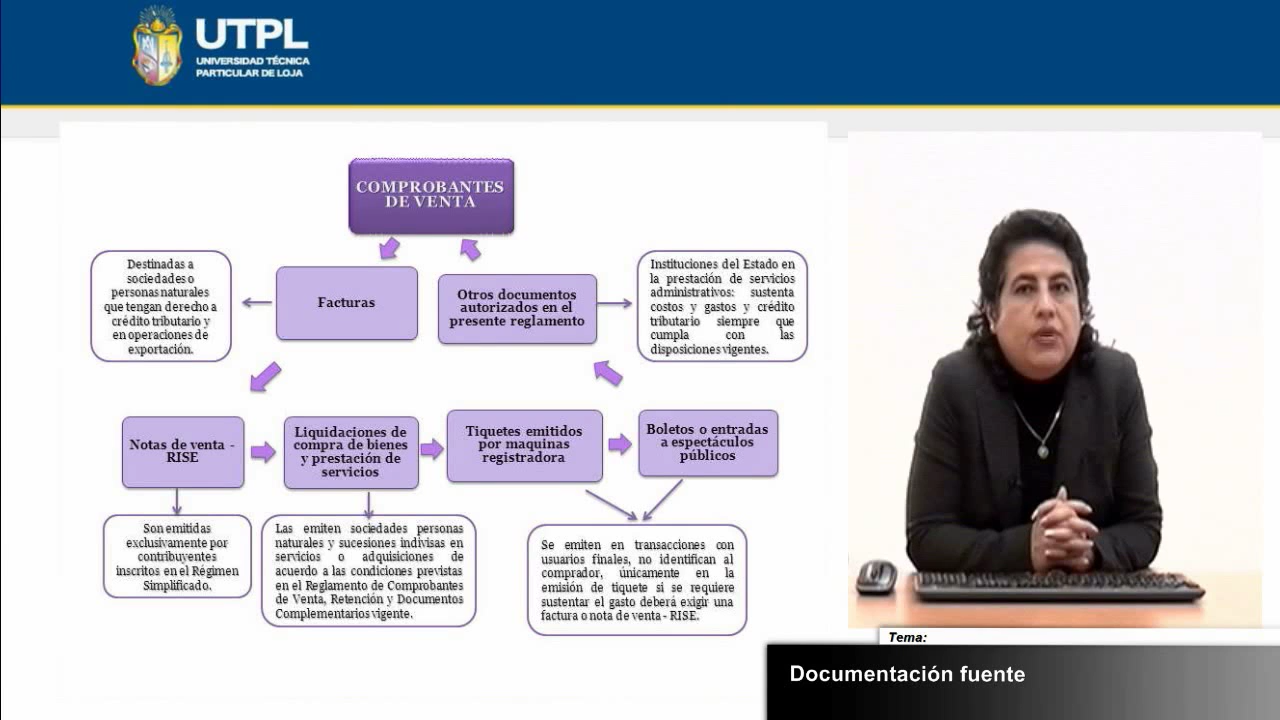 UTPL
UNIVERSIDAD TÉCNICA
PARTICULAR DE LOJA
COMPROBANTES
DE VENTA
Destinadas a
sociedades o
personas naturales
que tengan derecho a
crédito tributario y
en operaciones de
exportación.
Facturas
Otros documentos
autorizados en el
presente reglamento
Instituciones del Estado en
la prestación de servicios
administrativos: sustenta
costos y gastos y crédito
tributario siempre que
cumpla con las
disposiciones vigentes.
Notas de venta -
RISE
Liquidaciones de
compra de bienes
y prestación de
servicios
Tiquetes emitidos
por maquinas
registradora
Boletos o entradas
a espectáculos
públicos
Son emitidas
exclusivamente por
contribuyentes
inscritos en el Régimen
Simplificado.
Las emiten sociedades personas
naturales y sucesiones indivisas en
servicios o adquisiciones de
acuerdo a las condiciones previstas
en el Reglamento de Comprobantes
de Venta, Retención y Documentos
Complementarios vigente.
Se emiten en transacciones con
usuarios finales, no identifican al
comprador, únicamente en la
emisión de tiquete si se requiere
sustentar el gasto deberá exigir una
factura o nota de venta - RISE.
Tema:
Documentación fuente